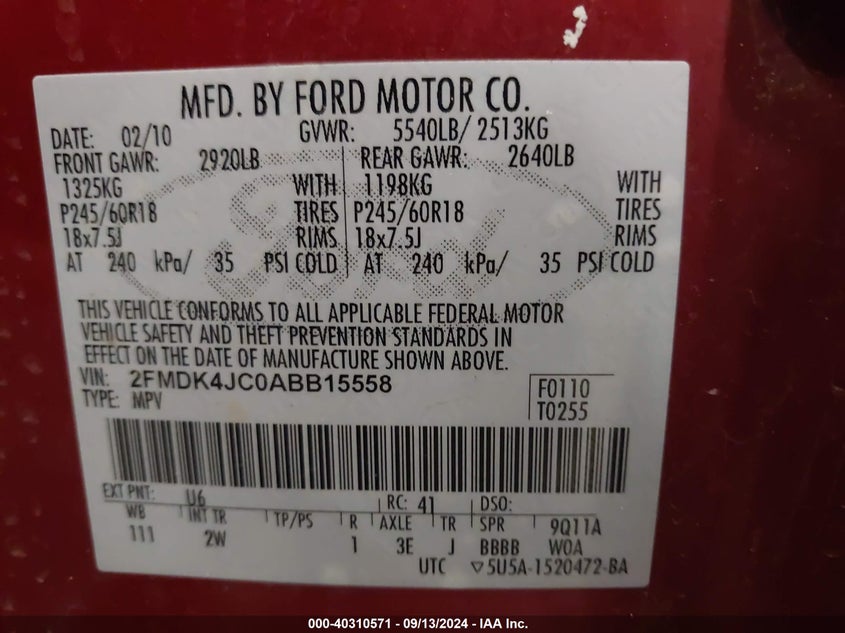 MFD. BY FORD MOTOR CO.
DATE: 02/10 GVWR: 5540LB/ 2513KG
FRONT GAWR: 2920LB REAR GAWR: 2640LB
1325KG WITH 1198KG WITH
P245/60R18 TIRES P245/60R18 TIRES
18x7.5J RIMS 18x7.5J RIMS
AT 240 kPa/ 35 PSI COLD AT 240 kPa/ 35 PSI COLD
Ford
THIS VEHICLE CONFORMS TO ALL APPLICABLE FEDERAL MOTOR
VEHICLE SAFETY AND THEFT PREVENTION STANDARDS IN
EFFECT ON THE DATE OF MANUFACTURE SHOWN ABOVE.
VIN: 2FMDK4JC0ABB15558 F0110
TYPE: MPV T0255
EXT PNT: U6 RC: 41 DSO:
WB INT TR TP/PS R AXLE TR SPR 9Q11A
111 2W 1 3E J BBBB WOA
UTC ▽5U5A-1520472-BA
000-40310571 - 09/13/2024 - IAA Inc.